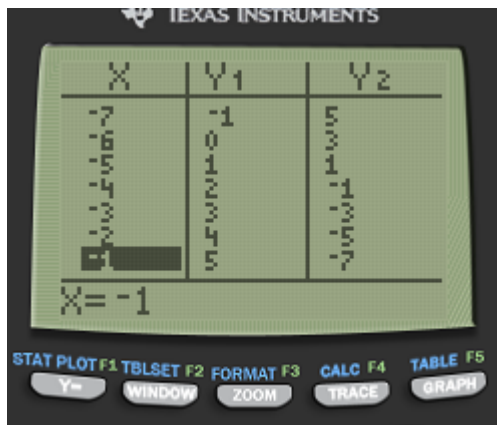 TEXAS INSTRUMENTS
X Y1 Y2
-7 -1 5
-6 0 3
-5 1 1
-4 2 -1
-3 3 -3
-2 4 -5
-1 5 -7
X= -1
STAT PLOT F1 TBLSET F2 FORMAT F3 CALC F4 TABLE F5
Y= WINDOW ZOOM TRACE GRAPH